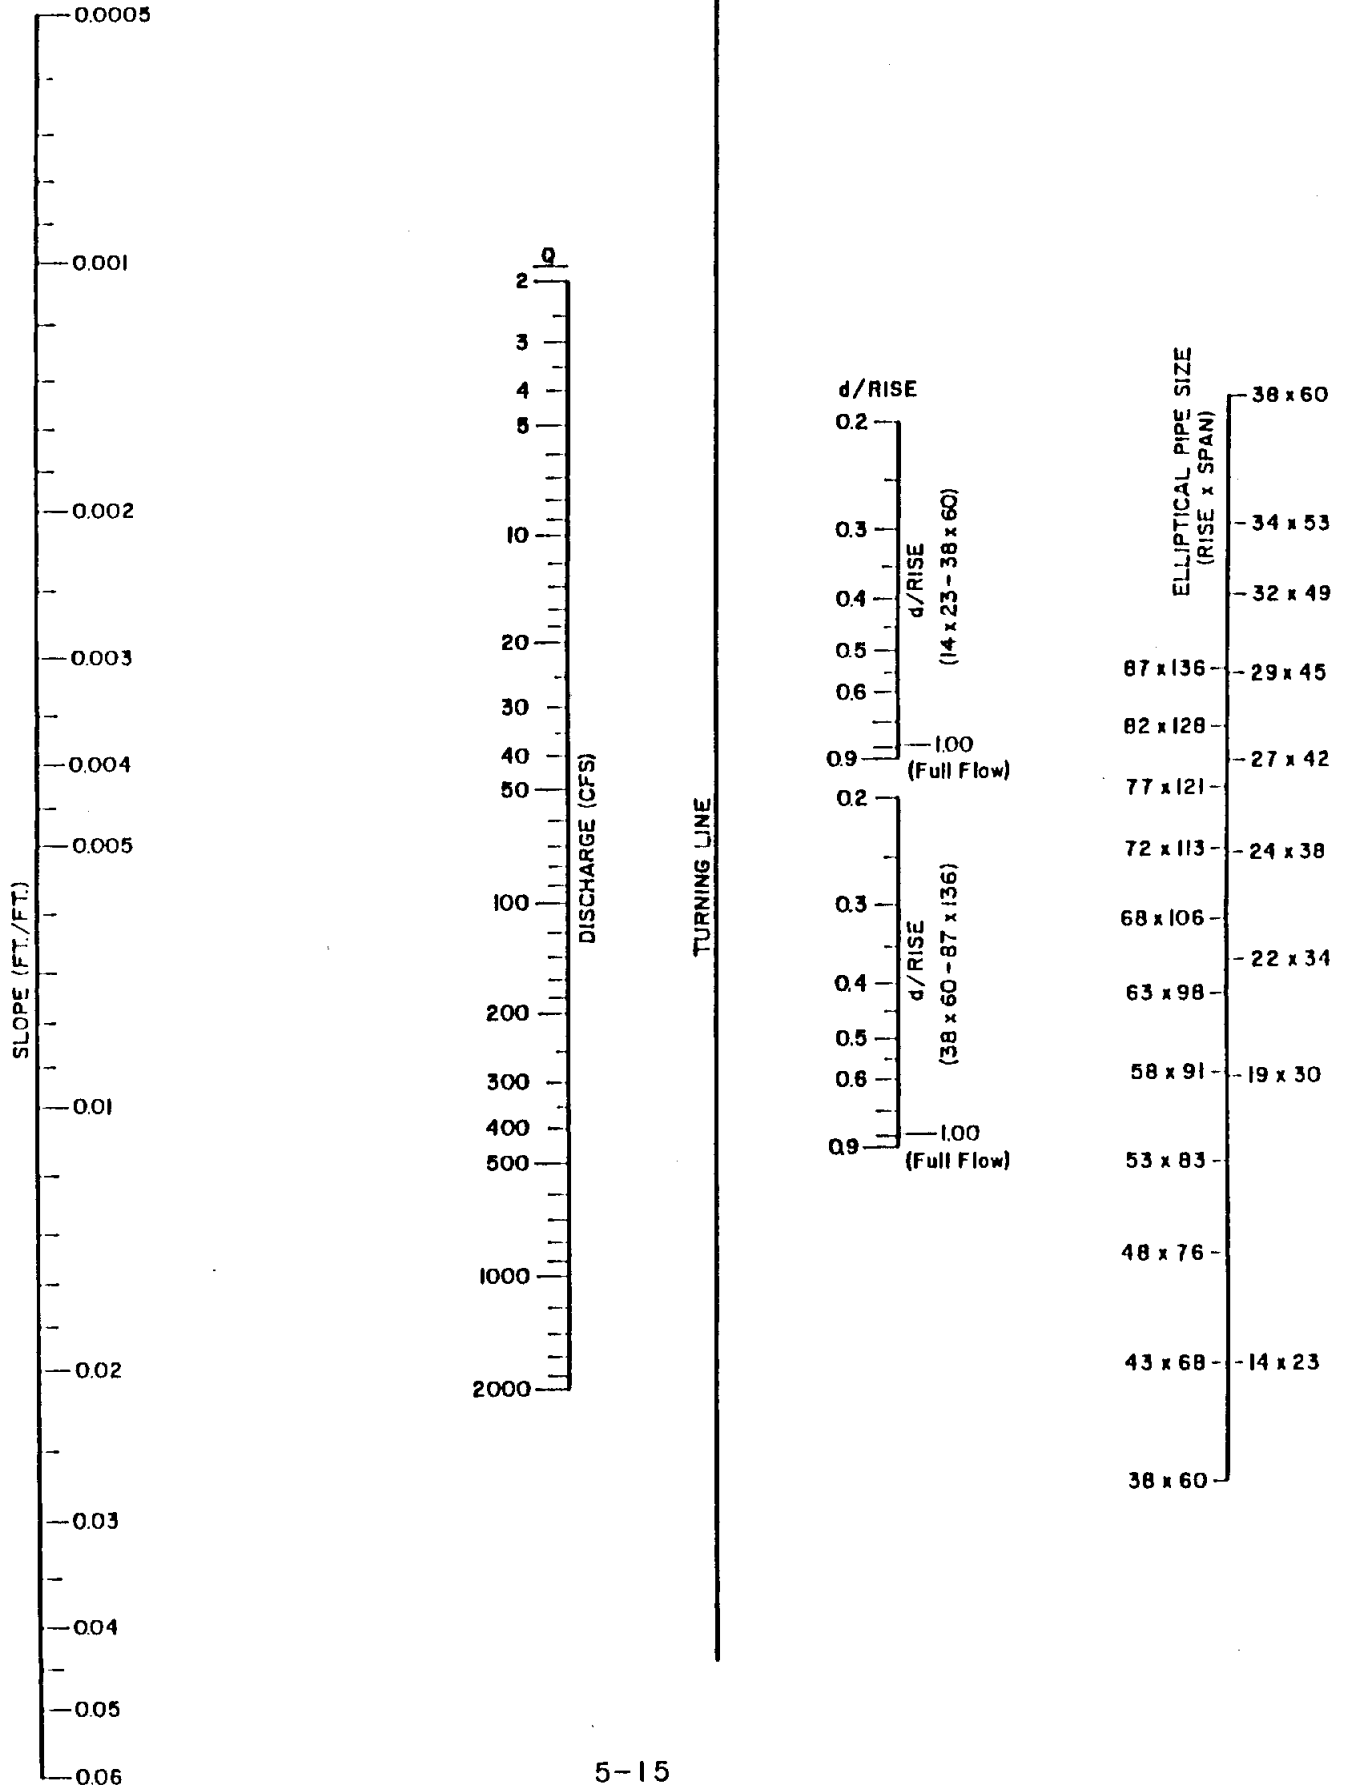 0.0005
0.001
0.002
0.003
0.004
0.005
0.01
0.02
0.03
0.04
0.05
0.06
SLOPE (FT./FT.)
Q
2
3
4
5
10
20
30
40
50
100
200
300
400
500
1000
2000
DISCHARGE (CFS)
TURNING LINE
d/RISE
0.2
0.3
0.4
0.5
0.6
0.9
1.00
(Full Flow)
d/RISE
(14 x 23 - 38 x 60)
0.2
0.3
0.4
0.5
0.6
0.9
1.00
(Full Flow)
d/RISE
(38 x 60 - 87 x 136)
ELLIPTICAL PIPE SIZE
(RISE x SPAN)
87 x 136
82 x 128
77 x 121
72 x 113
68 x 106
63 x 98
58 x 91
53 x 83
48 x 76
43 x 68
38 x 60
38 x 60
34 x 53
32 x 49
29 x 45
27 x 42
24 x 38
22 x 34
19 x 30
14 x 23
5-15